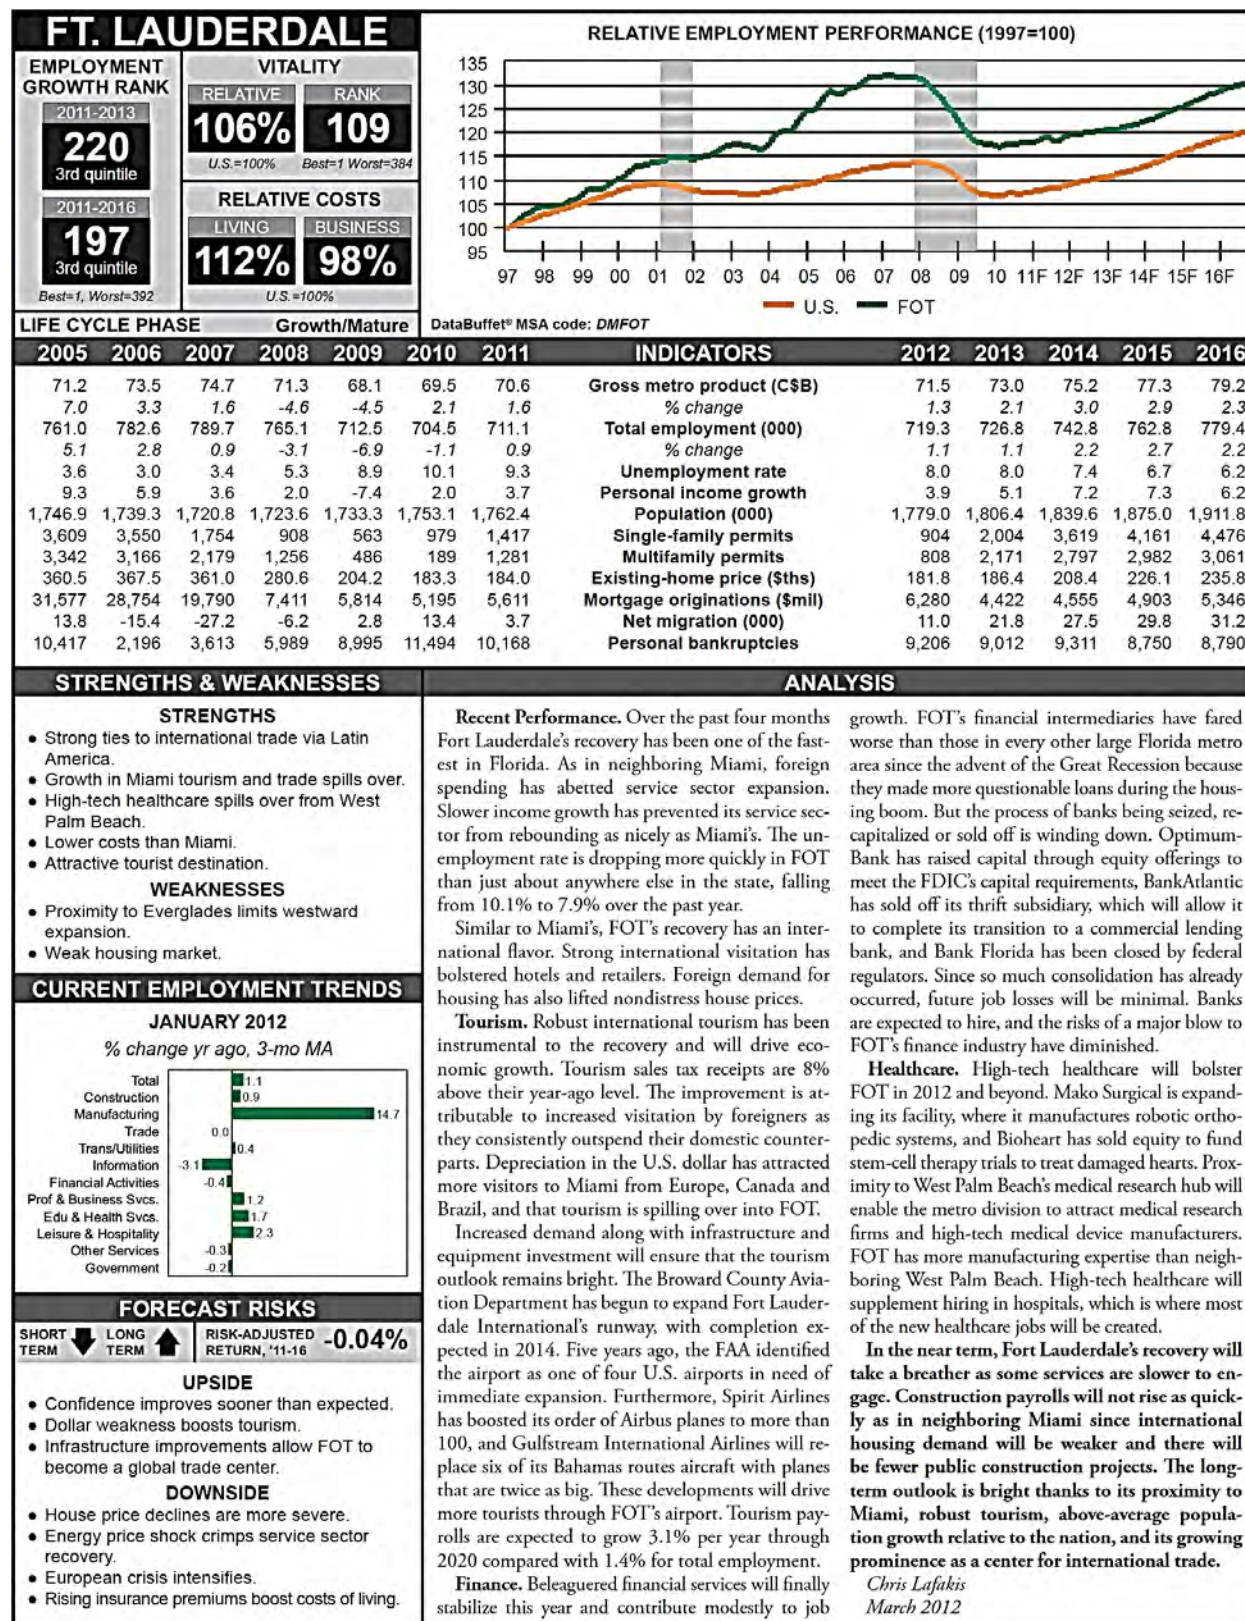 FT. LAUDERDALE
EMPLOYMENT
GROWTH RANK
2011-2013
220
3rd quintile
2011-2016
197
3rd quintile
Best=1, Worst=392
VITALITY
RELATIVE RANK
106% 109
U.S.=100% Best=1 Worst=384
RELATIVE COSTS
LIVING BUSINESS
112% 98%
U.S.=100%
LIFE CYCLE PHASE Growth/Mature
RELATIVE EMPLOYMENT PERFORMANCE (1997=100)
135
130
125
120
115
110
105
100
95
97 98 99 00 01 02 03 04 05 06 07 08 09 10 11F 12F 13F 14F 15F 16F
U.S. FOT
DataBuffet® MSA code: DMFOT
2005 2006 2007 2008 2009 2010 2011 INDICATORS 2012 2013 2014 2015 2016
71.2 73.5 74.7 71.3 68.1 69.5 70.6 Gross metro product (C$B) 71.5 73.0 75.2 77.3 79.2
7.0 3.3 1.6 -4.6 -4.5 2.1 1.6 % change 1.3 2.1 3.0 2.9 2.3
761.0 782.6 789.7 765.1 712.5 704.5 711.1 Total employment (000) 719.3 726.8 742.8 762.8 779.4
5.1 2.8 0.9 -3.1 -6.9 -1.1 0.9 % change 1.1 1.1 2.2 2.7 2.2
3.6 3.0 3.4 5.3 8.9 10.1 9.3 Unemployment rate 8.0 8.0 7.4 6.7 6.2
9.3 5.9 3.6 2.0 -7.4 2.0 3.7 Personal income growth 3.9 5.1 7.2 7.3 6.2
1,746.9 1,739.3 1,720.8 1,723.6 1,733.3 1,753.1 1,762.4 Population (000) 1,779.0 1,806.4 1,839.6 1,875.0 1,911.8
3,609 3,550 1,754 908 563 979 1,417 Single-family permits 904 2,004 3,619 4,161 4,476
3,342 3,166 2,179 1,256 486 189 1,281 Multifamily permits 808 2,171 2,797 2,982 3,061
360.5 367.5 361.0 280.6 204.2 183.3 184.0 Existing-home price ($ths) 181.8 186.4 208.4 226.1 235.8
31,577 28,754 19,790 7,411 5,814 5,195 5,611 Mortgage originations ($mil) 6,280 4,422 4,555 4,903 5,346
13.8 -15.4 -27.2 -6.2 2.8 13.4 3.7 Net migration (000) 11.0 21.8 27.5 29.8 31.2
10,417 2,196 3,613 5,989 8,995 11,494 10,168 Personal bankruptcies 9,206 9,012 9,311 8,750 8,790
STRENGTHS & WEAKNESSES
STRENGTHS
• Strong ties to international trade via Latin
America.
• Growth in Miami tourism and trade spills over.
• High-tech healthcare spills over from West
Palm Beach.
• Lower costs than Miami.
• Attractive tourist destination.
WEAKNESSES
• Proximity to Everglades limits westward
expansion.
• Weak housing market.
CURRENT EMPLOYMENT TRENDS
JANUARY 2012
% change yr ago, 3-mo MA
Total 1.1
Construction 0.9
Manufacturing 14.7
Trade 0.0
Trans/Utilities 0.4
Information -3.1
Financial Activities -0.4
Prof & Business Svcs. 1.2
Edu & Health Svcs. 1.7
Leisure & Hospitality 2.3
Other Services -0.3
Government -0.2
FORECAST RISKS
SHORT TERM LONG TERM RISK-ADJUSTED RETURN, '11-16 -0.04%
UPSIDE
• Confidence improves sooner than expected.
• Dollar weakness boosts tourism.
• Infrastructure improvements allow FOT to
become a global trade center.
DOWNSIDE
• House price declines are more severe.
• Energy price shock crimps service sector
recovery.
• European crisis intensifies.
• Rising insurance premiums boost costs of living.
ANALYSIS
Recent Performance. Over the past four months
Fort Lauderdale's recovery has been one of the fast-
est in Florida. As in neighboring Miami, foreign
spending has abetted service sector expansion.
Slower income growth has prevented its service sec-
tor from rebounding as nicely as Miami's. The un-
employment rate is dropping more quickly in FOT
than just about anywhere else in the state, falling
from 10.1% to 7.9% over the past year.
Similar to Miami's, FOT's recovery has an inter-
national flavor. Strong international visitation has
bolstered hotels and retailers. Foreign demand for
housing has also lifted nondistress house prices.
Tourism. Robust international tourism has been
instrumental to the recovery and will drive eco-
nomic growth. Tourism sales tax receipts are 8%
above their year-ago level. The improvement is at-
tributable to increased visitation by foreigners as
they consistently outspend their domestic counter-
parts. Depreciation in the U.S. dollar has attracted
more visitors to Miami from Europe, Canada and
Brazil, and that tourism is spilling over into FOT.
Increased demand along with infrastructure and
equipment investment will ensure that the tourism
outlook remains bright. The Broward County Avia-
tion Department has begun to expand Fort Lauder-
dale International's runway, with completion ex-
pected in 2014. Five years ago, the FAA identified
the airport as one of four U.S. airports in need of
immediate expansion. Furthermore, Spirit Airlines
has boosted its order of Airbus planes to more than
100, and Gulfstream International Airlines will re-
place six of its Bahamas routes aircraft with planes
that are twice as big. These developments will drive
more tourists through FOT's airport. Tourism pay-
rolls are expected to grow 3.1% per year through
2020 compared with 1.4% for total employment.
Finance. Beleaguered financial services will finally
stabilize this year and contribute modestly to job
growth. FOT's financial intermediaries have fared
worse than those in every other large Florida metro
area since the advent of the Great Recession because
they made more questionable loans during the hous-
ing boom. But the process of banks being seized, re-
capitalized or sold off is winding down. Optimum-
Bank has raised capital through equity offerings to
meet the FDIC's capital requirements, BankAtlantic
has sold off its thrift subsidiary, which will allow it
to complete its transition to a commercial lending
bank, and Bank Florida has been closed by federal
regulators. Since so much consolidation has already
occurred, future job losses will be minimal. Banks
are expected to hire, and the risks of a major blow to
FOT's finance industry have diminished.
Healthcare. High-tech healthcare will bolster
FOT in 2012 and beyond. Mako Surgical is expand-
ing its facility, where it manufactures robotic ortho-
pedic systems, and Bioheart has sold equity to fund
stem-cell therapy trials to treat damaged hearts. Prox-
imity to West Palm Beach's medical research hub will
enable the metro division to attract medical research
firms and high-tech medical device manufacturers.
FOT has more manufacturing expertise than neigh-
boring West Palm Beach. High-tech healthcare will
supplement hiring in hospitals, which is where most
of the new healthcare jobs will be created.
In the near term, Fort Lauderdale's recovery will
take a breather as some services are slower to en-
gage. Construction payrolls will not rise as quick-
ly as in neighboring Miami since international
housing demand will be weaker and there will
be fewer public construction projects. The long-
term outlook is bright thanks to its proximity to
Miami, robust tourism, above-average popula-
tion growth relative to the nation, and its growing
prominence as a center for international trade.
Chris Lafakis
March 2012